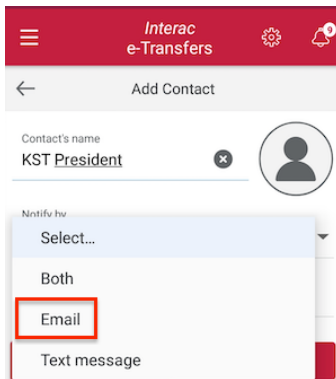 Interac
e-Transfers
9
Add Contact
Contact's name
KST President
Notify by
Select...
Both
Email
Text message